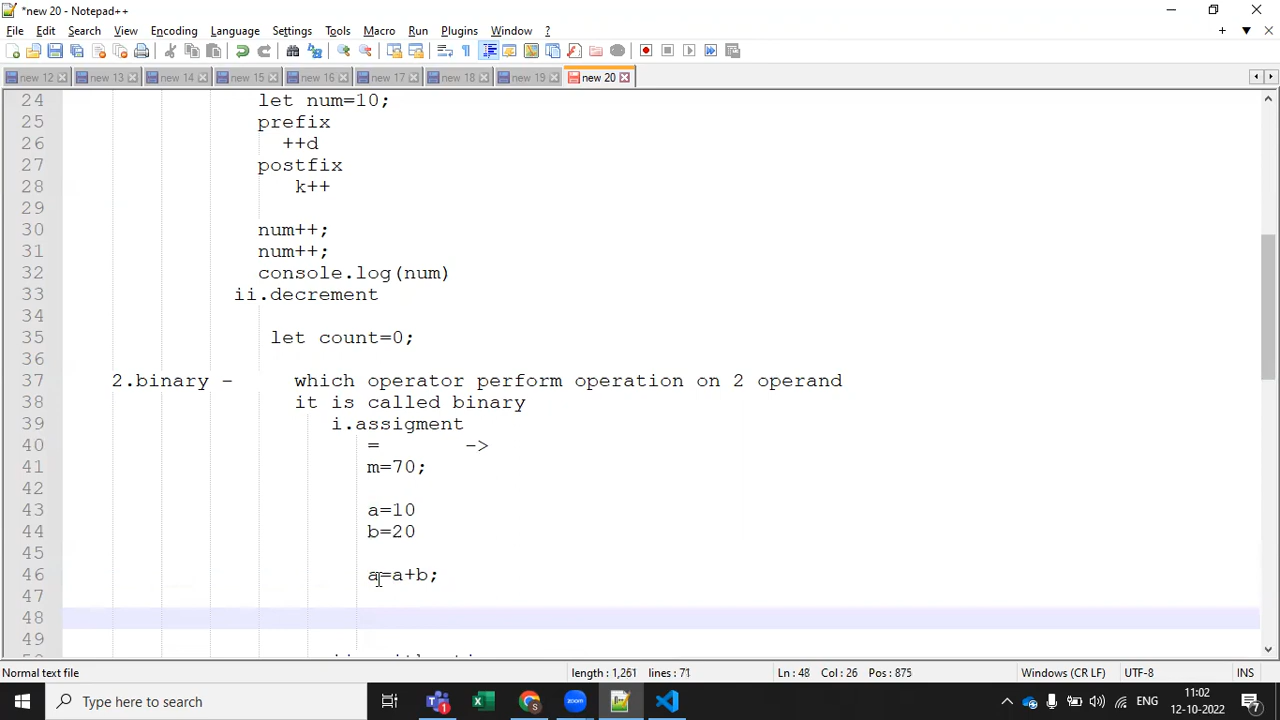 *new 20 - Notepad++
File Edit Search View Encoding Language Settings Tools Macro Run Plugins Window ?
new 12 new 13 new 14 new 15 new 16 new 17 new 18 new 19 new 20
24 let num=10;
25 prefix
26 ++d
27 postfix
28 k++
29
30 num++;
31 num++;
32 console.log(num)
33 ii.decrement
34
35 let count=0;
36
37 2.binary - which operator perform operation on 2 operand
38 it is called binary
39 i.assigment
40 = ->
41 m=70;
42
43 a=10
44 b=20
45
46 a=a+b;
47
48
49
Normal text file length : 1,261 lines : 71 Ln : 48 Col : 26 Pos : 875 Windows (CR LF) UTF-8 INS
Type here to search
ENG
11:02
12-10-2022